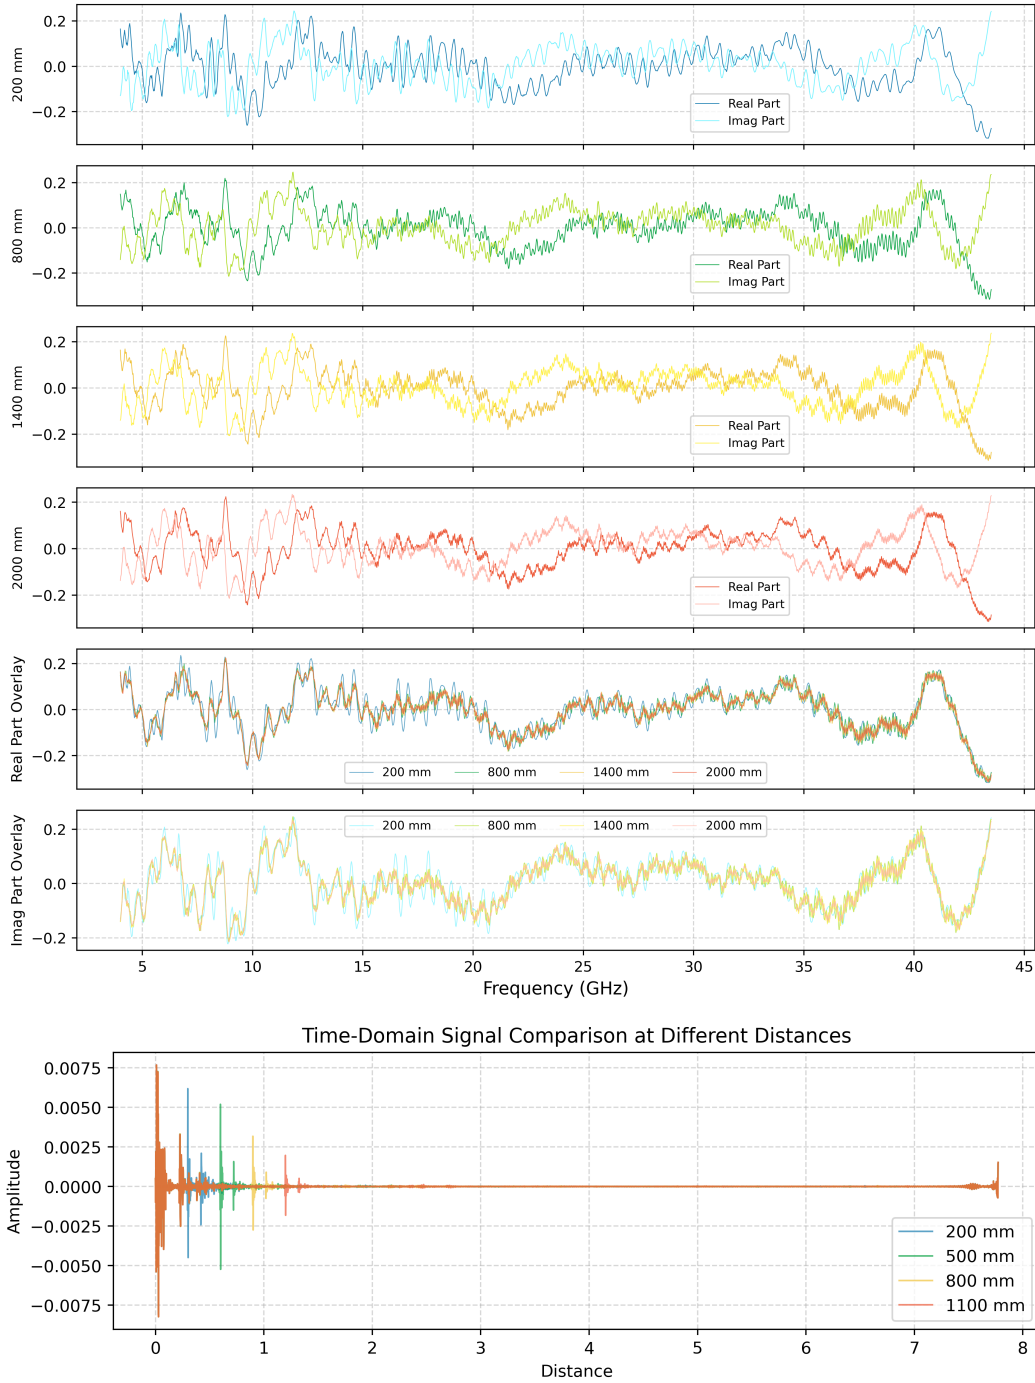 200 mm
0.2
0.0
−0.2
Real Part
Imag Part
800 mm
0.2
0.0
−0.2
Real Part
Imag Part
1400 mm
0.2
0.0
−0.2
Real Part
Imag Part
2000 mm
0.2
0.0
−0.2
Real Part
Imag Part
Real Part Overlay
0.2
0.0
−0.2
200 mm 800 mm 1400 mm 2000 mm
Imag Part Overlay
0.2
0.0
−0.2
200 mm 800 mm 1400 mm 2000 mm
5 10 15 20 25 30 35 40 45
Frequency (GHz)
Time-Domain Signal Comparison at Different Distances
Amplitude
0.0075
0.0050
0.0025
0.0000
−0.0025
−0.0050
−0.0075
200 mm
500 mm
800 mm
1100 mm
0 1 2 3 4 5 6 7 8
Distance